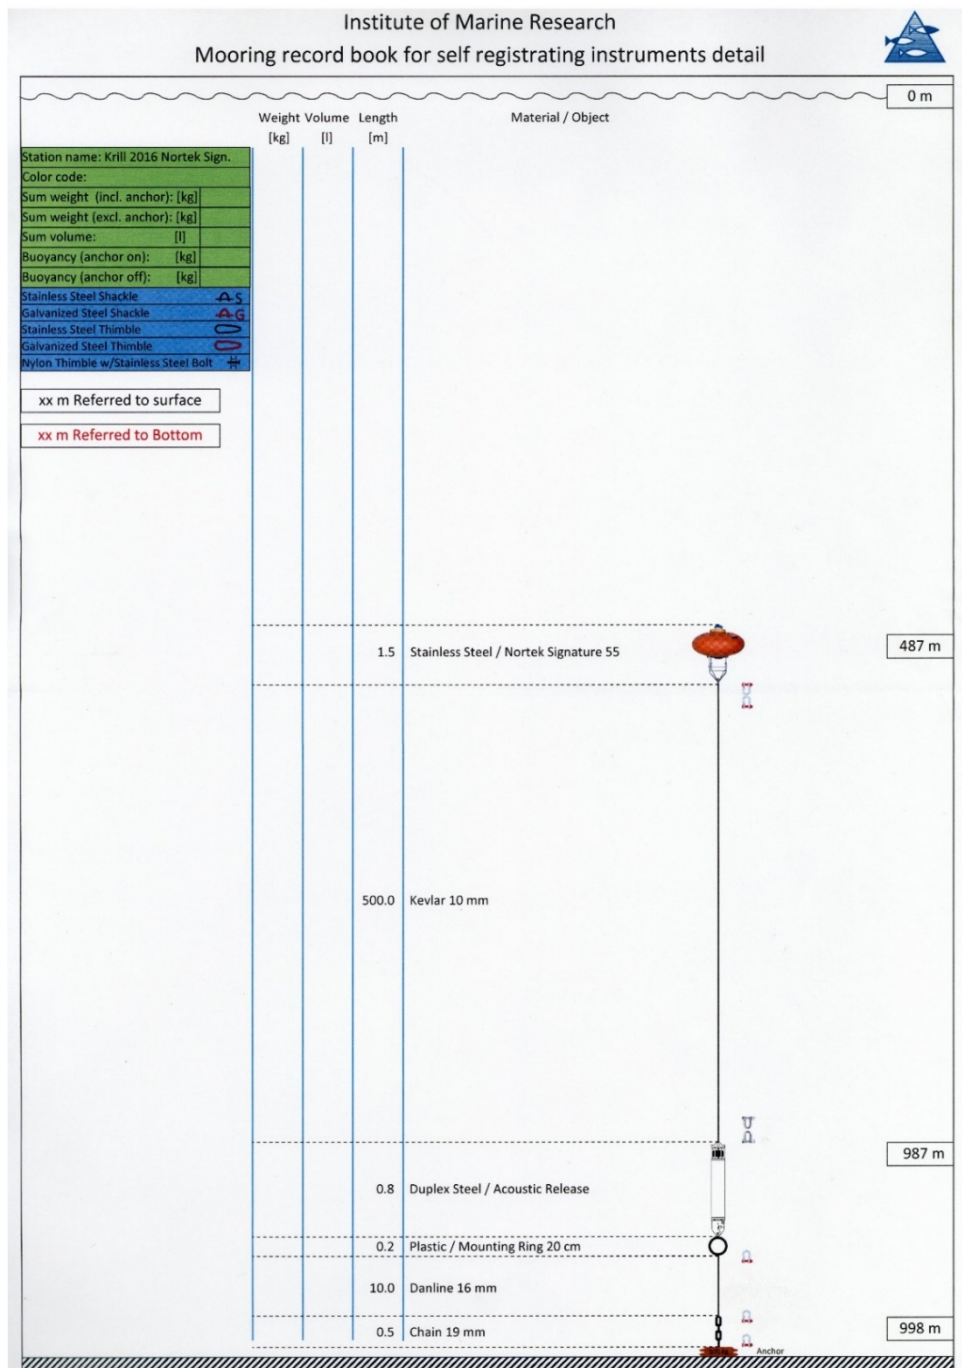 Institute of Marine Research
Mooring record book for self registrating instruments detail
0 m
Weight Volume Length Material / Object
[kg] [l] [m]
Station name: Krill 2016 Nortek Sign.
Color code:
Sum weight (incl. anchor): [kg]
Sum weight (excl. anchor): [kg]
Sum volume: [l]
Buoyancy (anchor on): [kg]
Buoyancy (anchor off): [kg]
Stainless Steel Shackle S
Galvanized Steel Shackle G
Stainless Steel Thimble
Galvanized Steel Thimble
Nylon Thimble w/Stainless Steel Bolt
xx m Referred to surface
xx m Referred to Bottom
1.5 Stainless Steel / Nortek Signature 55
487 m
500.0 Kevlar 10 mm
987 m
0.8 Duplex Steel / Acoustic Release
0.2 Plastic / Mounting Ring 20 cm
10.0 Danline 16 mm
0.5 Chain 19 mm
998 m
Anchor